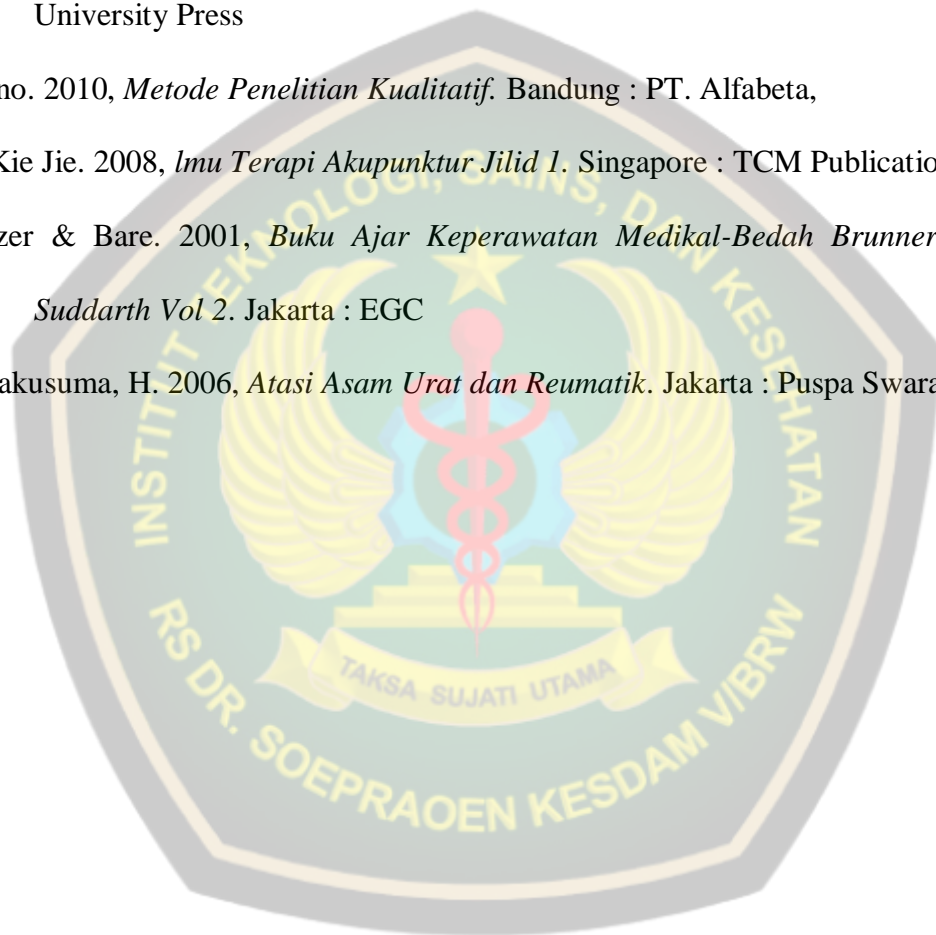 University Press
no. 2010, Metode Penelitian Kualitatif. Bandung : PT. Alfabeta,
Kie Jie. 2008, lmu Terapi Akupunktur Jilid 1. Singapore : TCM Publicatio
zer & Bare. 2001, Buku Ajar Keperawatan Medikal-Bedah Brunner
Suddarth Vol 2. Jakarta : EGC
akusuma, H. 2006, Atasi Asam Urat dan Reumatik. Jakarta : Puspa Swara
INSTITUT TEKNOLOGI, SAINS, DAN KESEHATAN
TAKSA SUJATI UTAMA
RS DR. SOEPRAOEN KESDAM V/BRW